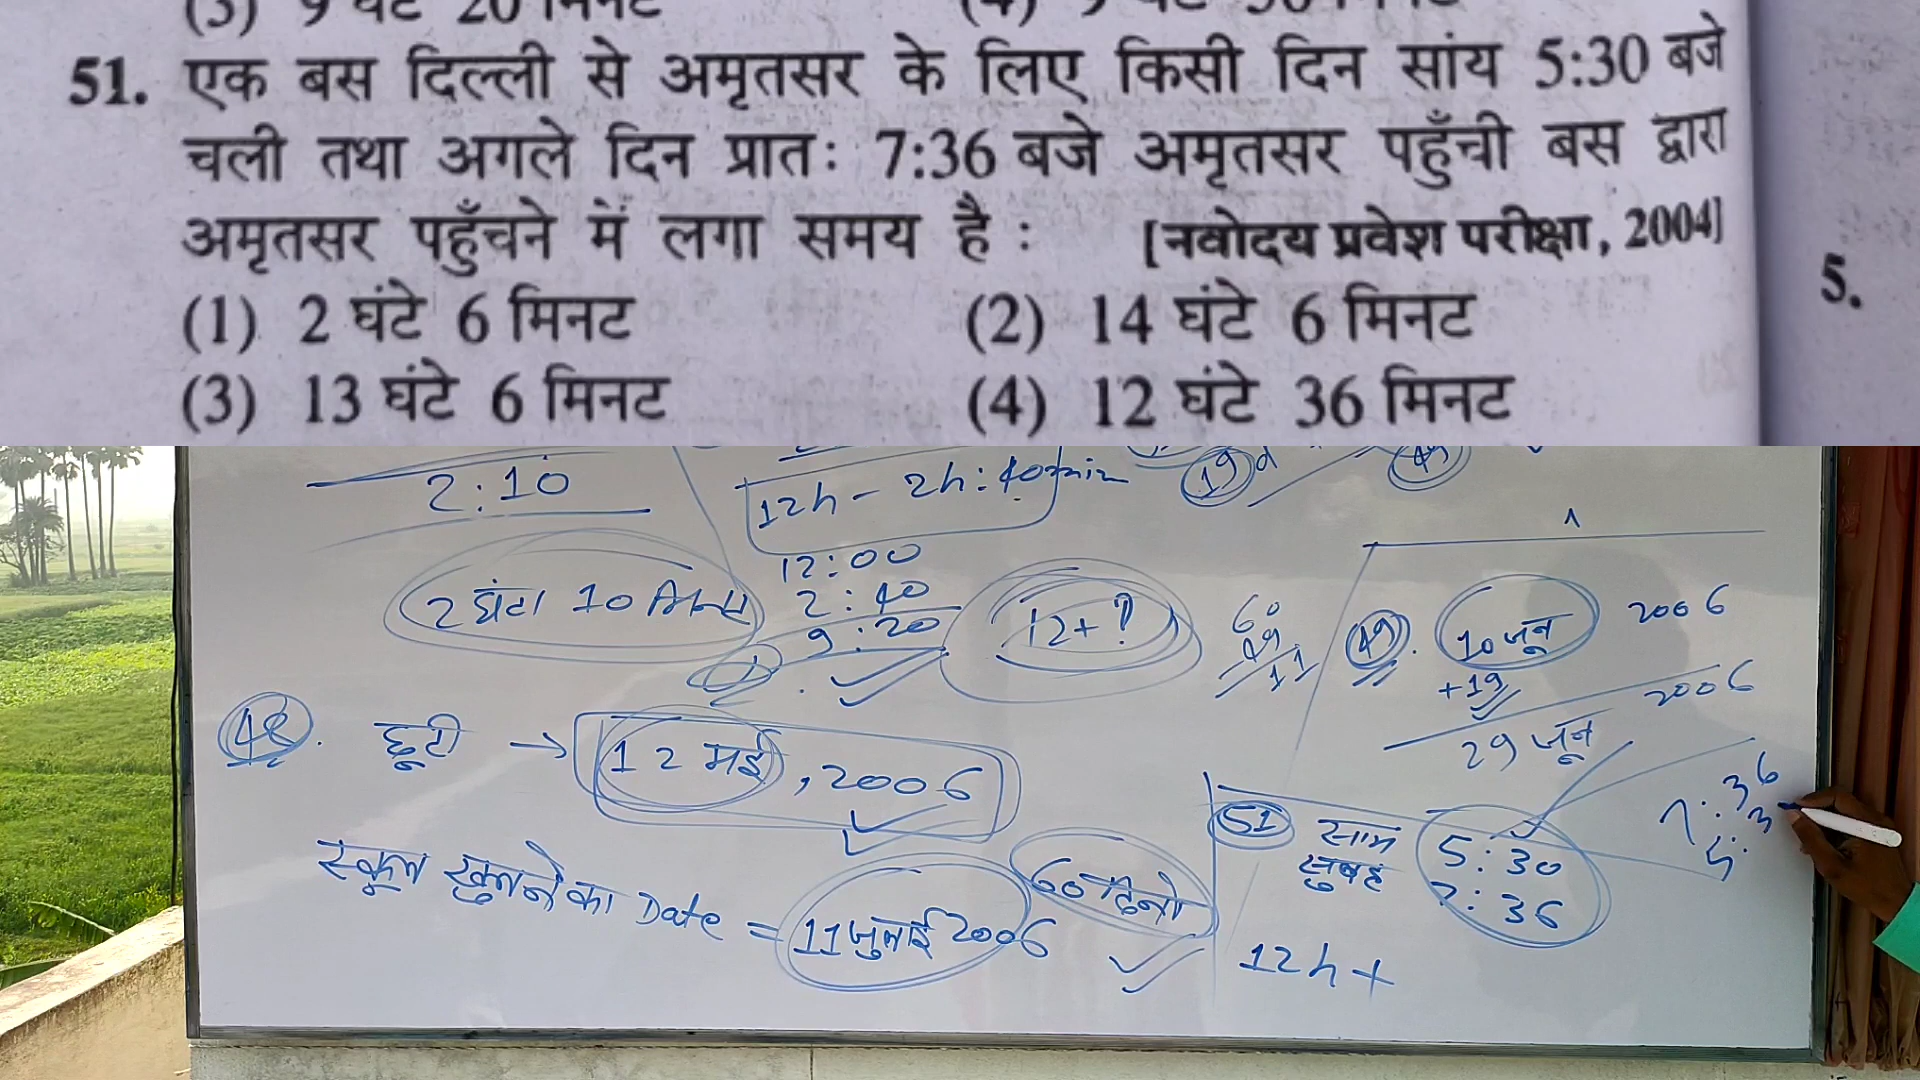 51. एक बस दिल्ली से अमृतसर के लिए किसी दिन सांय 5:30 बजे
चली तथा अगले दिन प्रातः 7:36 बजे अमृतसर पहुँची बस द्वारा
अमृतसर पहुँचने में लगा समय है : [नवोदय प्रवेश परीक्षा, 2004]
(1) 2 घंटे 6 मिनट (2) 14 घंटे 6 मिनट
(3) 13 घंटे 6 मिनट (4) 12 घंटे 36 मिनट
5.
2:10
12h - 2h:40min
19d
2 घंटा 10 मिनट
12:00
2:40
9:20
12+?
60
49
11
49. 10 जून 2006
+19
29 जून 2006
48. छूटी → 12 मई, 2006
स्कूल खुलने का Date = 11 जुलाई 2006
60 दिनो
51 साम 5:30
सुबह 7:36
12h +
7:36
5:3